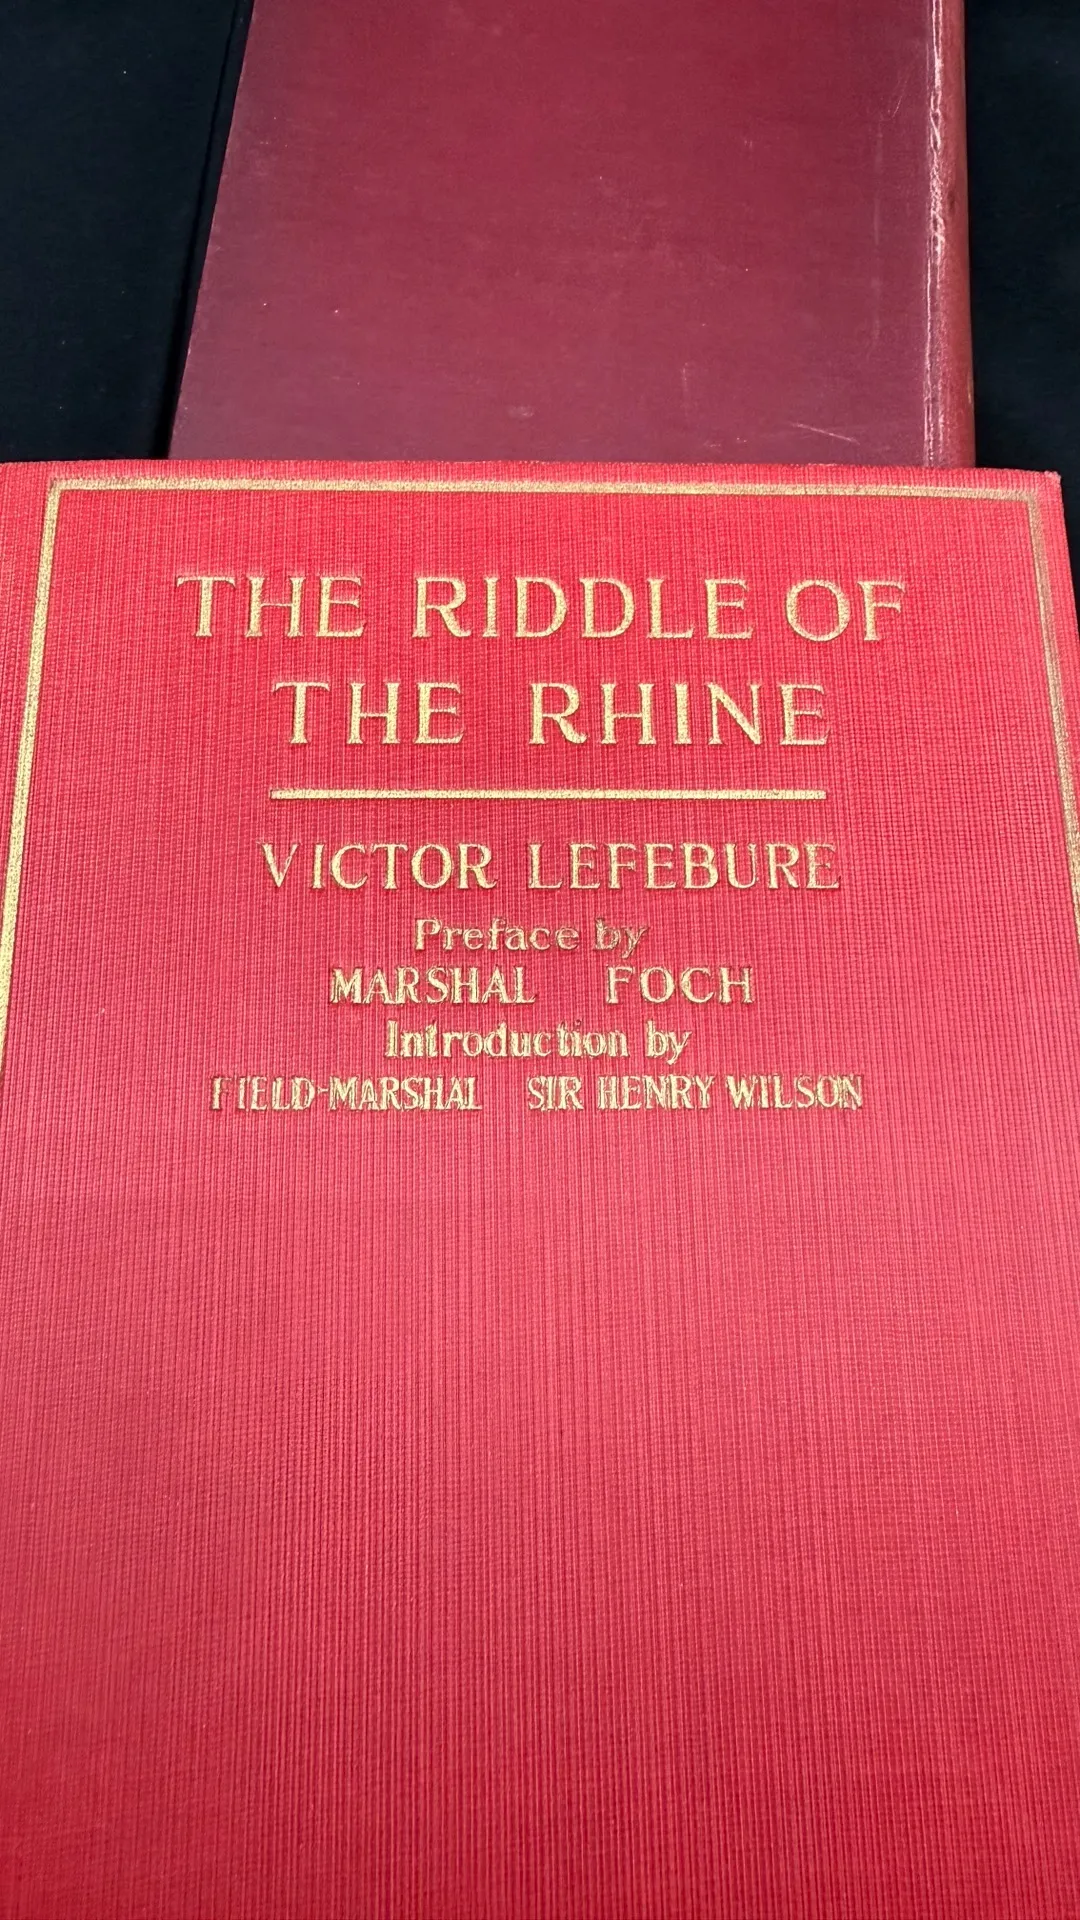 THE RIDDLE OF
THE RHINE
VICTOR LEFEBURE
Preface by
MARSHAL FOCH
Introduction by
FIELD-MARSHAL SIR HENRY WILSON